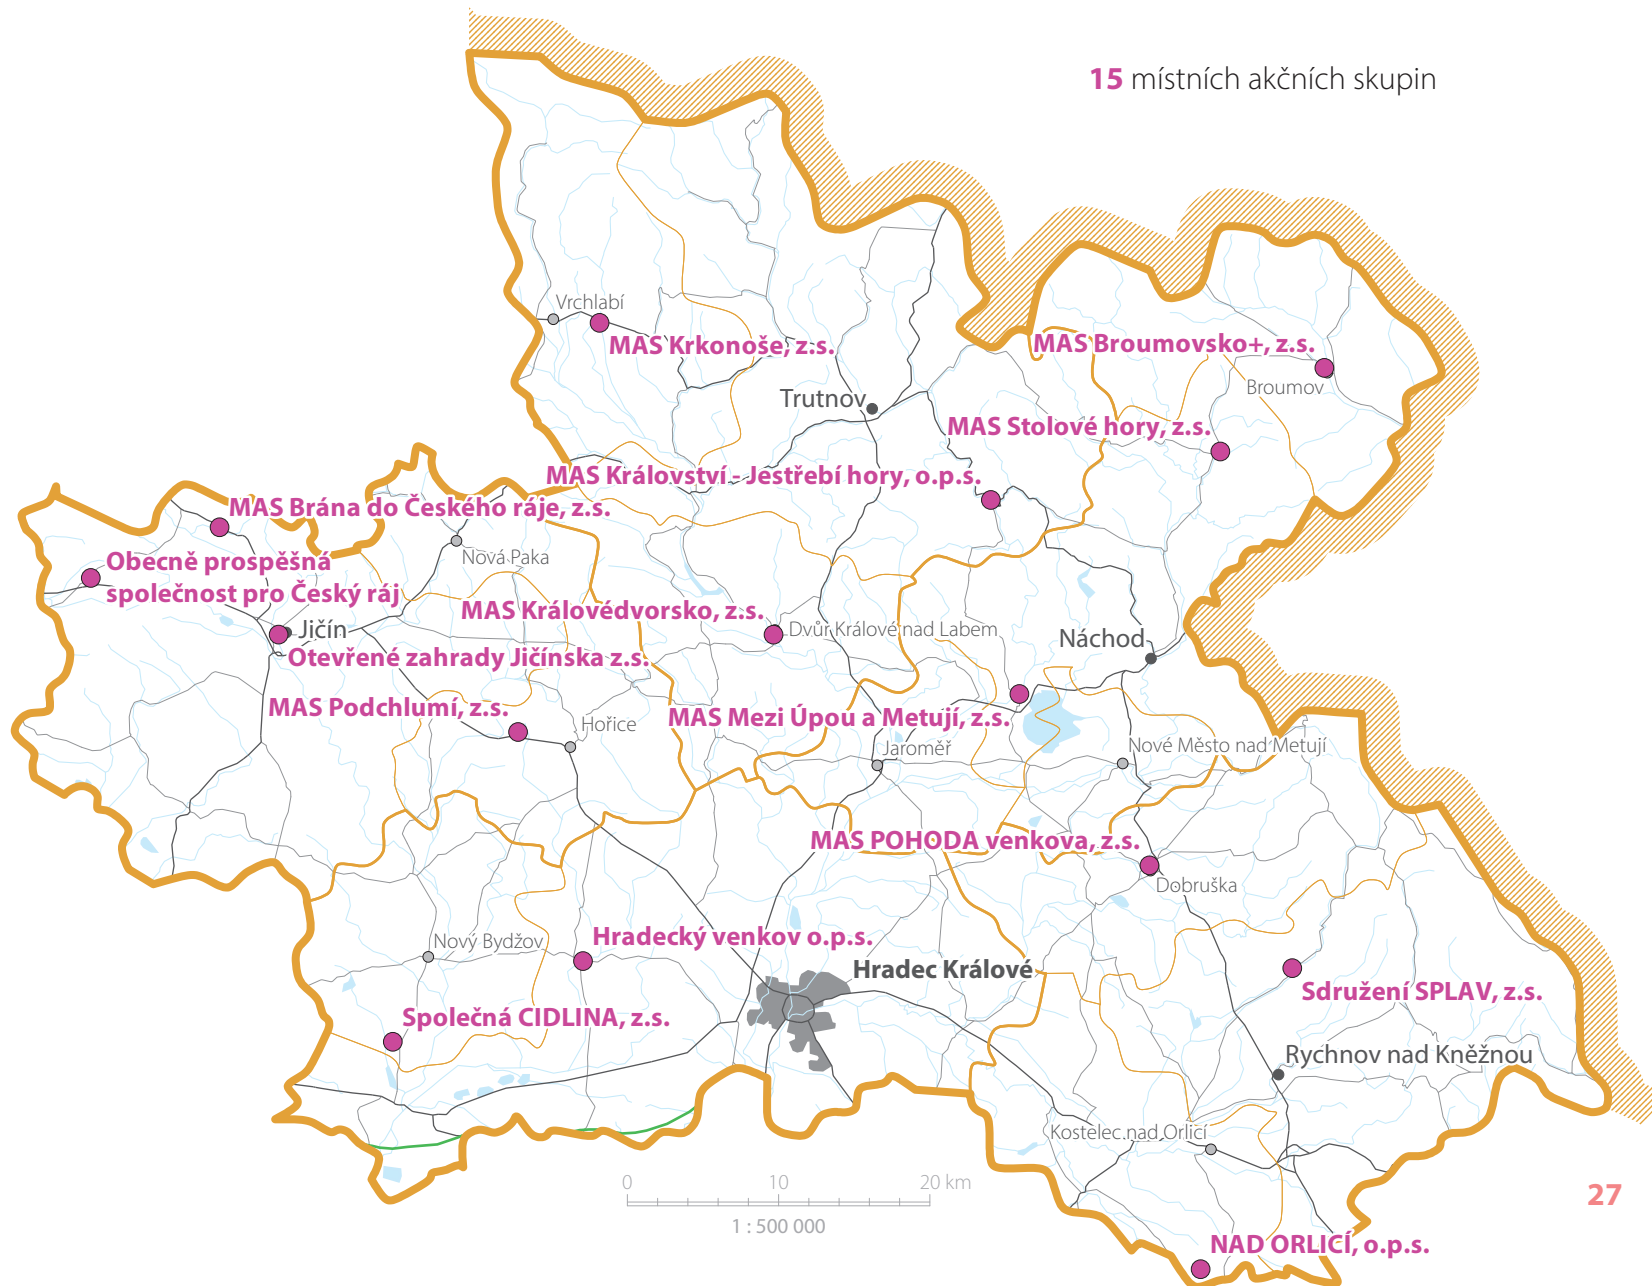 15 místních akčních skupin
Vrchlabí
MAS Krkonoše, z.s.
MAS Broumovsko+, z.s.
Broumov
Trutnov
MAS Stolové hory, z.s.
MAS Království - Jestřebí hory, o.p.s.
MAS Brána do Českého ráje, z.s.
Nová Paka
Obecně prospěšná
společnost pro Český ráj
MAS Královédvorsko, z.s.
Dvůr Králové nad Labem
Jičín
Náchod
Otevřené zahrady Jičínska z.s.
MAS Podchlumí, z.s.
Hořice
MAS Mezi Úpou a Metují, z.s.
Jaroměř
Nové Město nad Metují
MAS POHODA venkova, z.s.
Dobruška
Nový Bydžov
Hradecký venkov o.p.s.
Hradec Králové
Sdružení SPLAV, z.s.
Společná CIDLINA, z.s.
Rychnov nad Kněžnou
Kostelec nad Orlicí
0 10 20 km
1 : 500 000
27
NAD ORLICÍ, o.p.s.